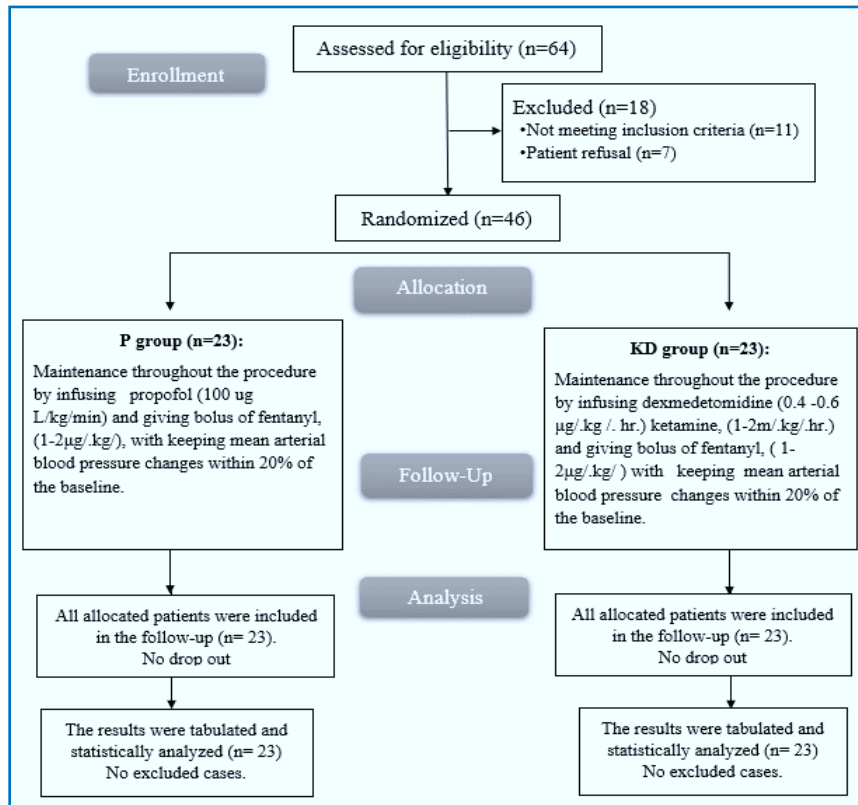 Assessed for eligibility (n=64)
Enrollment
Excluded (n=18)
•Not meeting inclusion criteria (n=11)
•Patient refusal (n=7)
Randomized (n=46)
Allocation
P group (n=23):
Maintenance throughout the procedure
by infusing propofol (100 ug
L/kg/min) and giving bolus of fentanyl,
(1-2μg/.kg/), with keeping mean arterial
blood pressure changes within 20% of
the baseline.
KD group (n=23):
Maintenance throughout the procedure
by infusing dexmedetomidine (0.4 -0.6
μg/.kg /. hr.) ketamine, (1-2m/.kg/.hr.)
and giving bolus of fentanyl, ( 1-
2μg/.kg/ ) with keeping mean arterial
blood pressure changes within 20% of
the baseline.
Follow-Up
Analysis
All allocated patients were included
in the follow-up (n= 23).
No drop out
All allocated patients were included
in the follow-up (n= 23).
No drop out
The results were tabulated and
statistically analyzed (n= 23)
No excluded cases.
The results were tabulated and
statistically analyzed (n= 23)
No excluded cases.